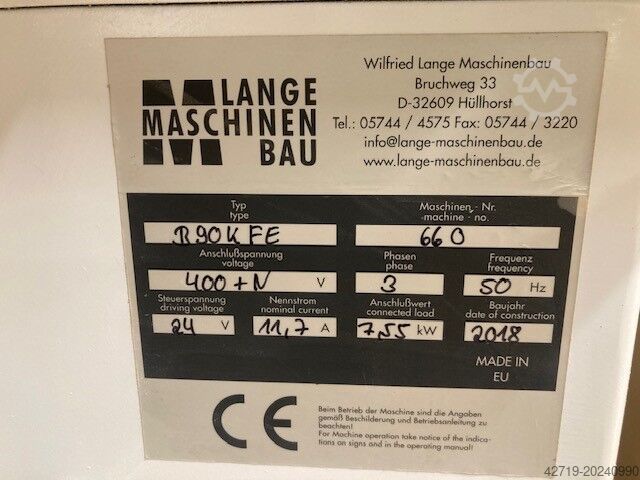 LANGE
MASCHINEN
BAU
Wilfried Lange Maschinenbau
Bruchweg 33
D-32609 Hüllhorst
Tel.: 05744 / 4575 Fax: 05744 / 3220
info@lange-maschinenbau.de
www.lange-maschinenbau.de
Typ
type
R90K FE
Maschinen - Nr.
machine - no.
660
Anschlußspannung
voltage
400+N V
Phasen
phase
3
Frequenz
frequency
50 Hz
Steuerspannung
driving voltage
24 V
Nennstrom
nominal current
11,7 A
Anschlußwert
connected load
7,55 kW
Baujahr
date of construction
2018
MADE IN
EU
CE
Beim Betrieb der Maschine sind die Angaben
gemäß Beschilderung und Betriebsanleitung zu
beachten!
For Machine operation take notice of the indica-
tions an signs and in the operating manual!
42719-20240990